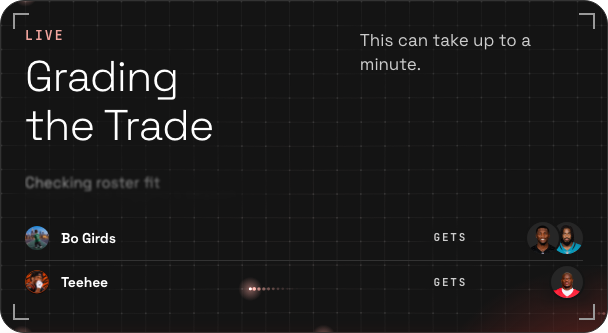 LIVE
Grading
the Trade
This can take up to a
minute.
Checking roster fit
Bo Girds
GETS
Teehee
GETS